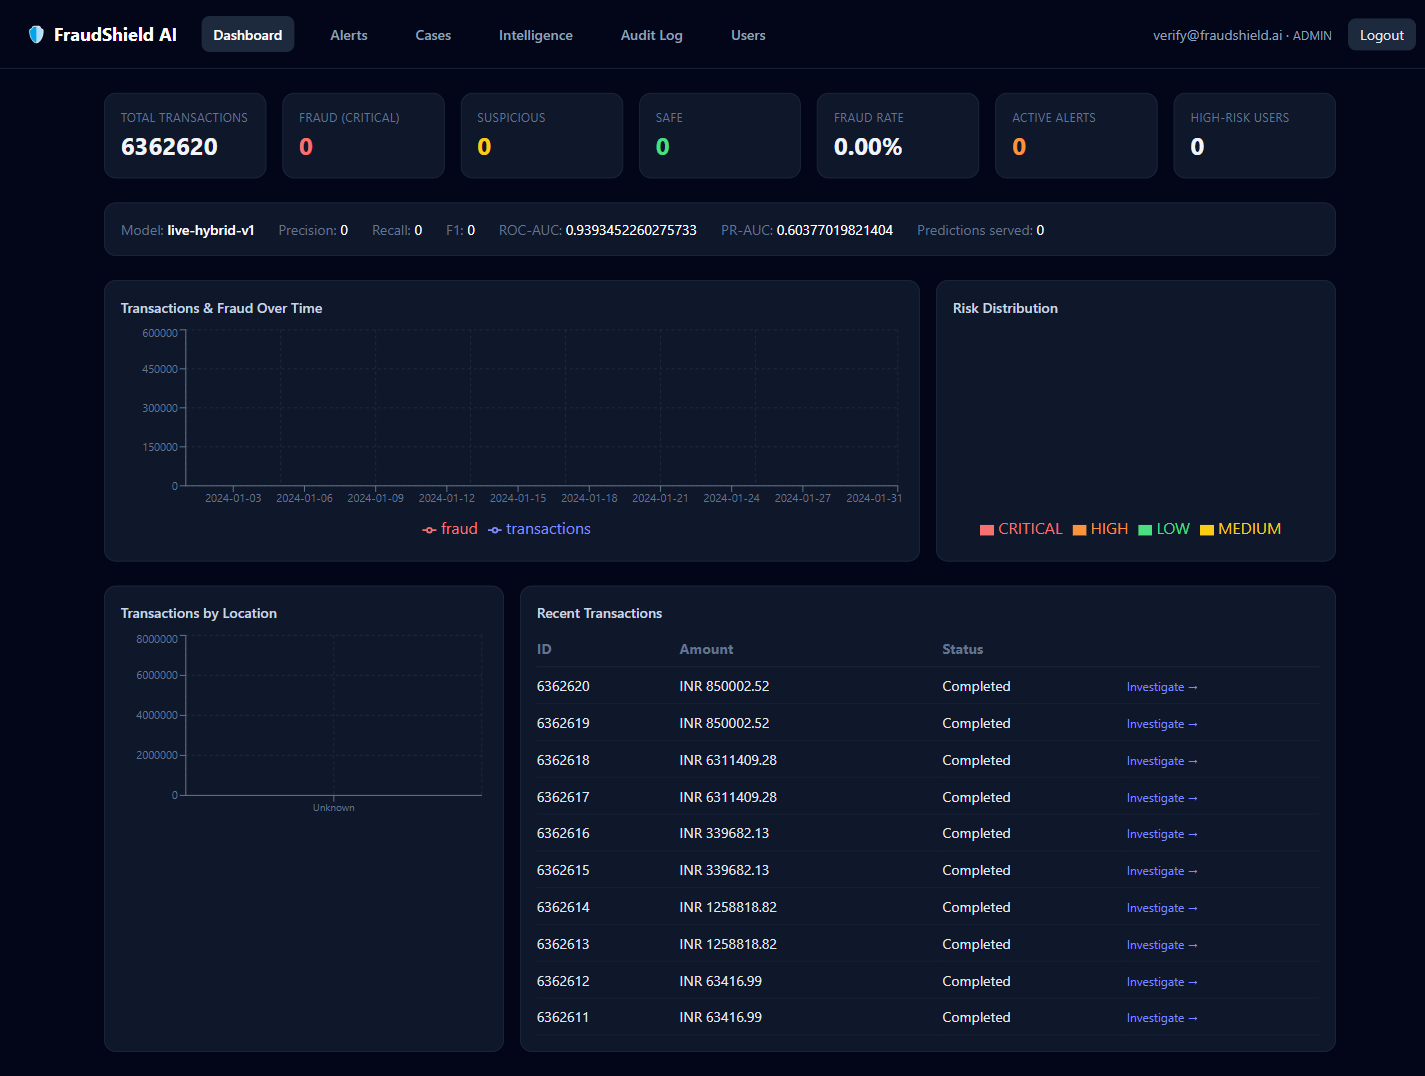 FraudShield AI Dashboard Alerts Cases Intelligence Audit Log Users verify@fraudshield.ai · ADMIN Logout
TOTAL TRANSACTIONS FRAUD (CRITICAL) SUSPICIOUS SAFE FRAUD RATE ACTIVE ALERTS HIGH-RISK USERS
6362620 0 0 0 0.00% 0 0
Model: live-hybrid-v1 Precision: 0 Recall: 0 F1: 0 ROC-AUC: 0.9393452260275733 PR-AUC: 0.60377019821404 Predictions served: 0
Transactions & Fraud Over Time
600000
450000
300000
150000
0
2024-01-03 2024-01-06 2024-01-09 2024-01-12 2024-01-15 2024-01-18 2024-01-21 2024-01-24 2024-01-27 2024-01-31
fraud transactions
Risk Distribution
CRITICAL HIGH LOW MEDIUM
Transactions by Location
8000000
6000000
4000000
2000000
0
Unknown
Recent Transactions
ID Amount Status
6362620 INR 850002.52 Completed Investigate →
6362619 INR 850002.52 Completed Investigate →
6362618 INR 6311409.28 Completed Investigate →
6362617 INR 6311409.28 Completed Investigate →
6362616 INR 339682.13 Completed Investigate →
6362615 INR 339682.13 Completed Investigate →
6362614 INR 1258818.82 Completed Investigate →
6362613 INR 1258818.82 Completed Investigate →
6362612 INR 63416.99 Completed Investigate →
6362611 INR 63416.99 Completed Investigate →